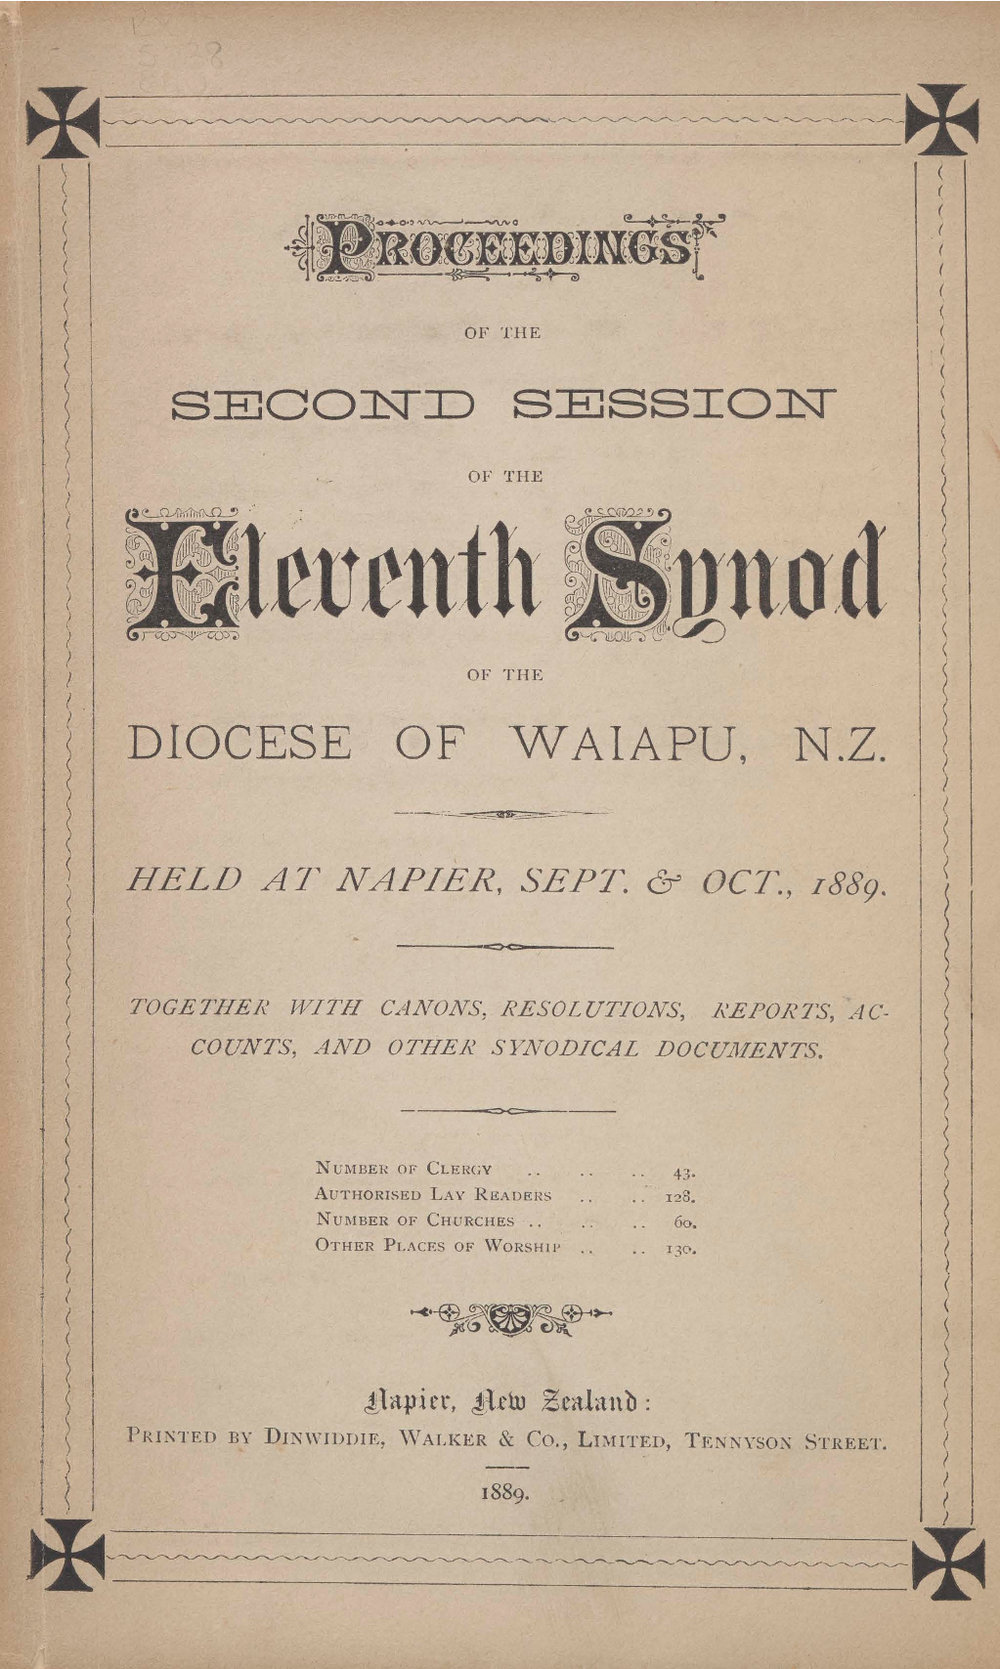 PROCEEDINGS
OF THE
SECOND SESSION
OF THE
Eleventh Synod
OF THE
DIOCESE OF WAIAPU, N.Z.
HELD AT NAPIER, SEPT. & OCT., 1889.
TOGETHER WITH CANONS, RESOLUTIONS, REPORTS, AC-
COUNTS, AND OTHER SYNODICAL DOCUMENTS.
NUMBER OF CLERGY .. .. .. 43.
AUTHORISED LAY READERS .. .. 128.
NUMBER OF CHURCHES .. .. .. 60.
OTHER PLACES OF WORSHIP .. .. 130.
Napier, New Zealand:
PRINTED BY DINWIDDIE, WALKER & CO., LIMITED, TENNYSON STREET.
1889.